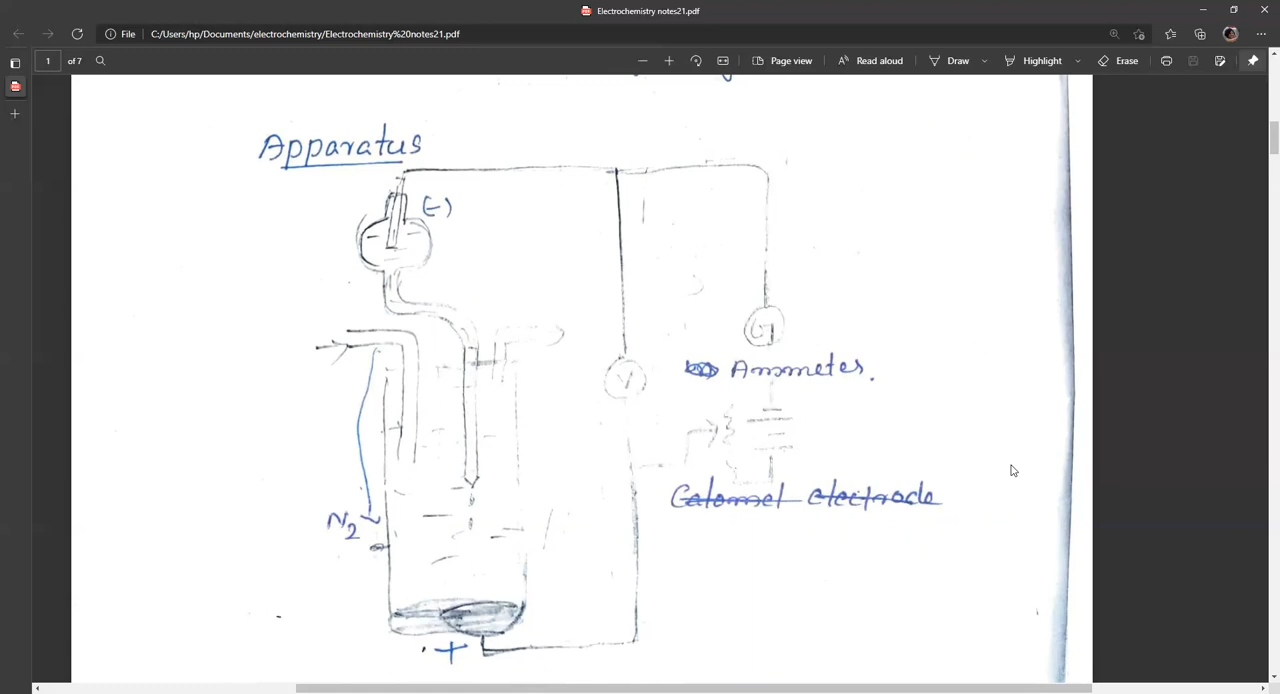 Electrochemistry notes21.pdf
File C:/Users/hp/Documents/electrochemistry/Electrochemistry%20notes21.pdf
1 of 7 Page view Read aloud Draw Highlight Erase
Apparatus
(-)
G
V
Ammeter.
Calomel electrode
N2
+